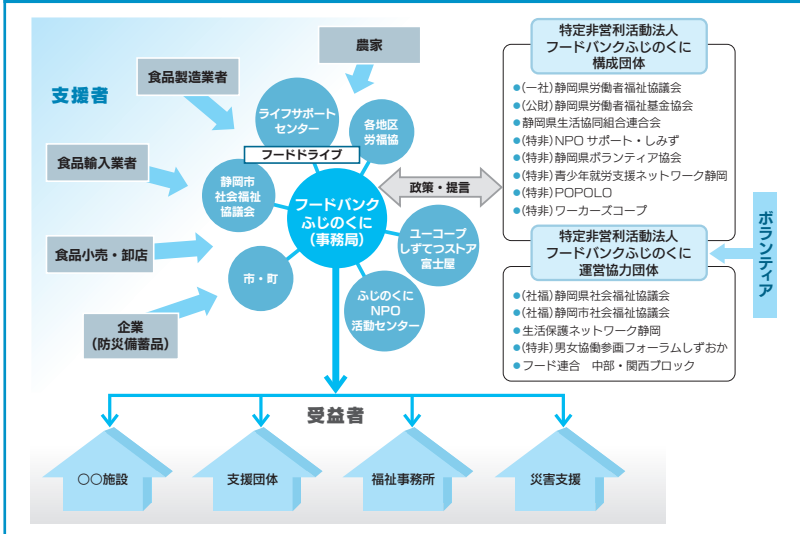 支援者
農家
食品製造業者
食品輸入業者
食品小売・卸店
企業
(防災備蓄品)
ライフサポート
センター
各地区
労福協
フードドライブ
静岡市
社会福祉
協議会
フードバンク
ふじのくに
(事務局)
市・町
ユーコープ
しずてつストア
富士屋
ふじのくに
NPO
活動センター
政策・提言
特定非営利活動法人
フードバンクふじのくに
構成団体
●(一社)静岡県労働者福祉協議会
●(公財)静岡県労働者福祉基金協会
●静岡県生活協同組合連合会
●(特非)NPO サポート・しみず
●(特非)静岡県ボランティア協会
●(特非)青少年就労支援ネットワーク静岡
●(特非)POPOLO
●(特非)ワーカーズコープ
特定非営利活動法人
フードバンクふじのくに
運営協力団体
●(社福)静岡県社会福祉協議会
●(社福)静岡市社会福祉協議会
●生活保護ネットワーク静岡
●(特非)男女協働参画フォーラムしずおか
●フード連合 中部・関西ブロック
ボランティア
受益者
〇〇施設
支援団体
福祉事務所
災害支援